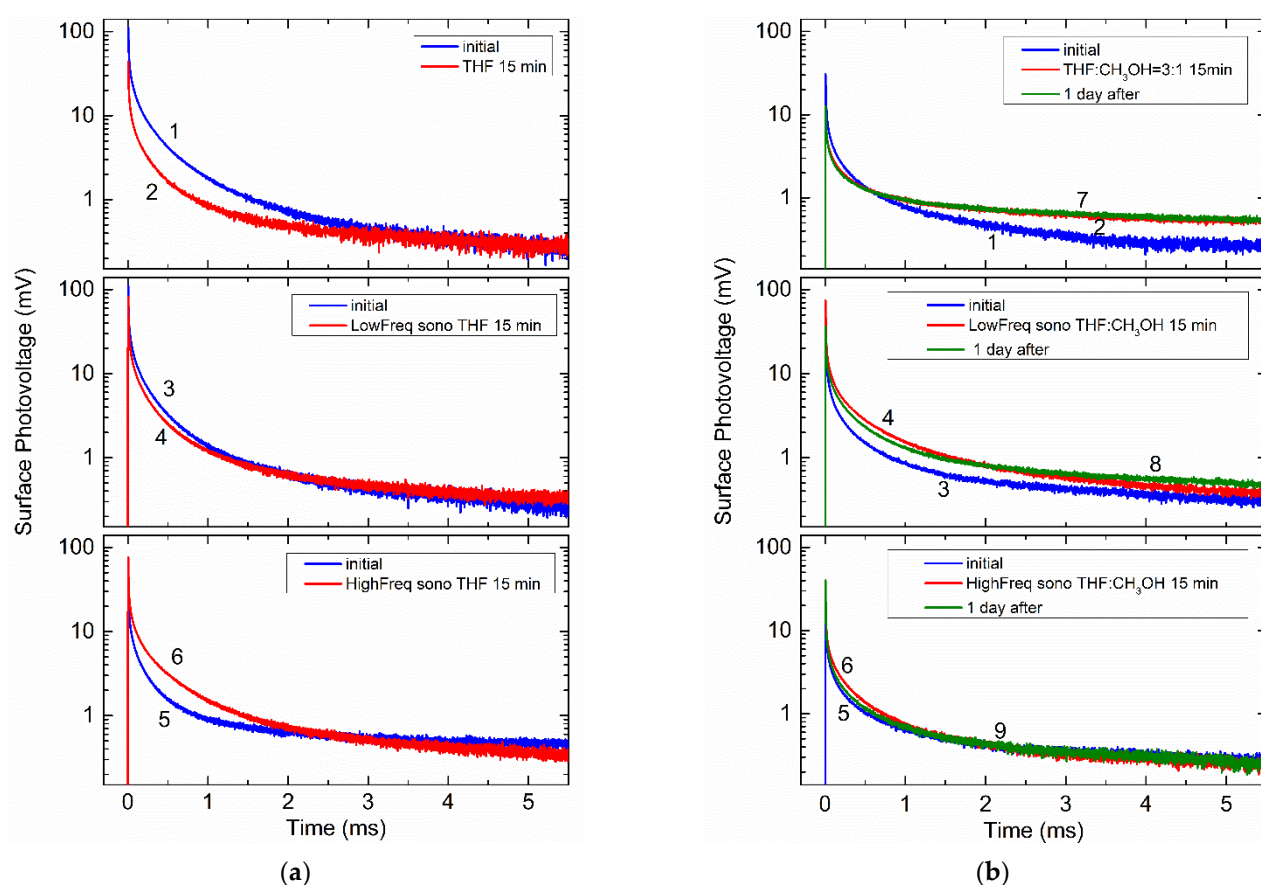 Surface Photovoltage (mV)
100
10
1
initial
THF 15 min
1
2
100
10
1
initial
LowFreq sono THF 15 min
3
4
100
10
1
initial
HighFreq sono THF 15 min
6
5
0 1 2 3 4 5
Time (ms)
(a)
Surface Photovoltage (mV)
100
10
1
initial
THF:CH₃OH=3:1 15min
1 day after
7
2
1
100
10
1
initial
LowFreq sono THF:CH₃OH 15 min
1 day after
4
8
3
100
10
1
initial
HighFreq sono THF:CH₃OH 15 min
1 day after
6
5
9
0 1 2 3 4 5
Time (ms)
(b)